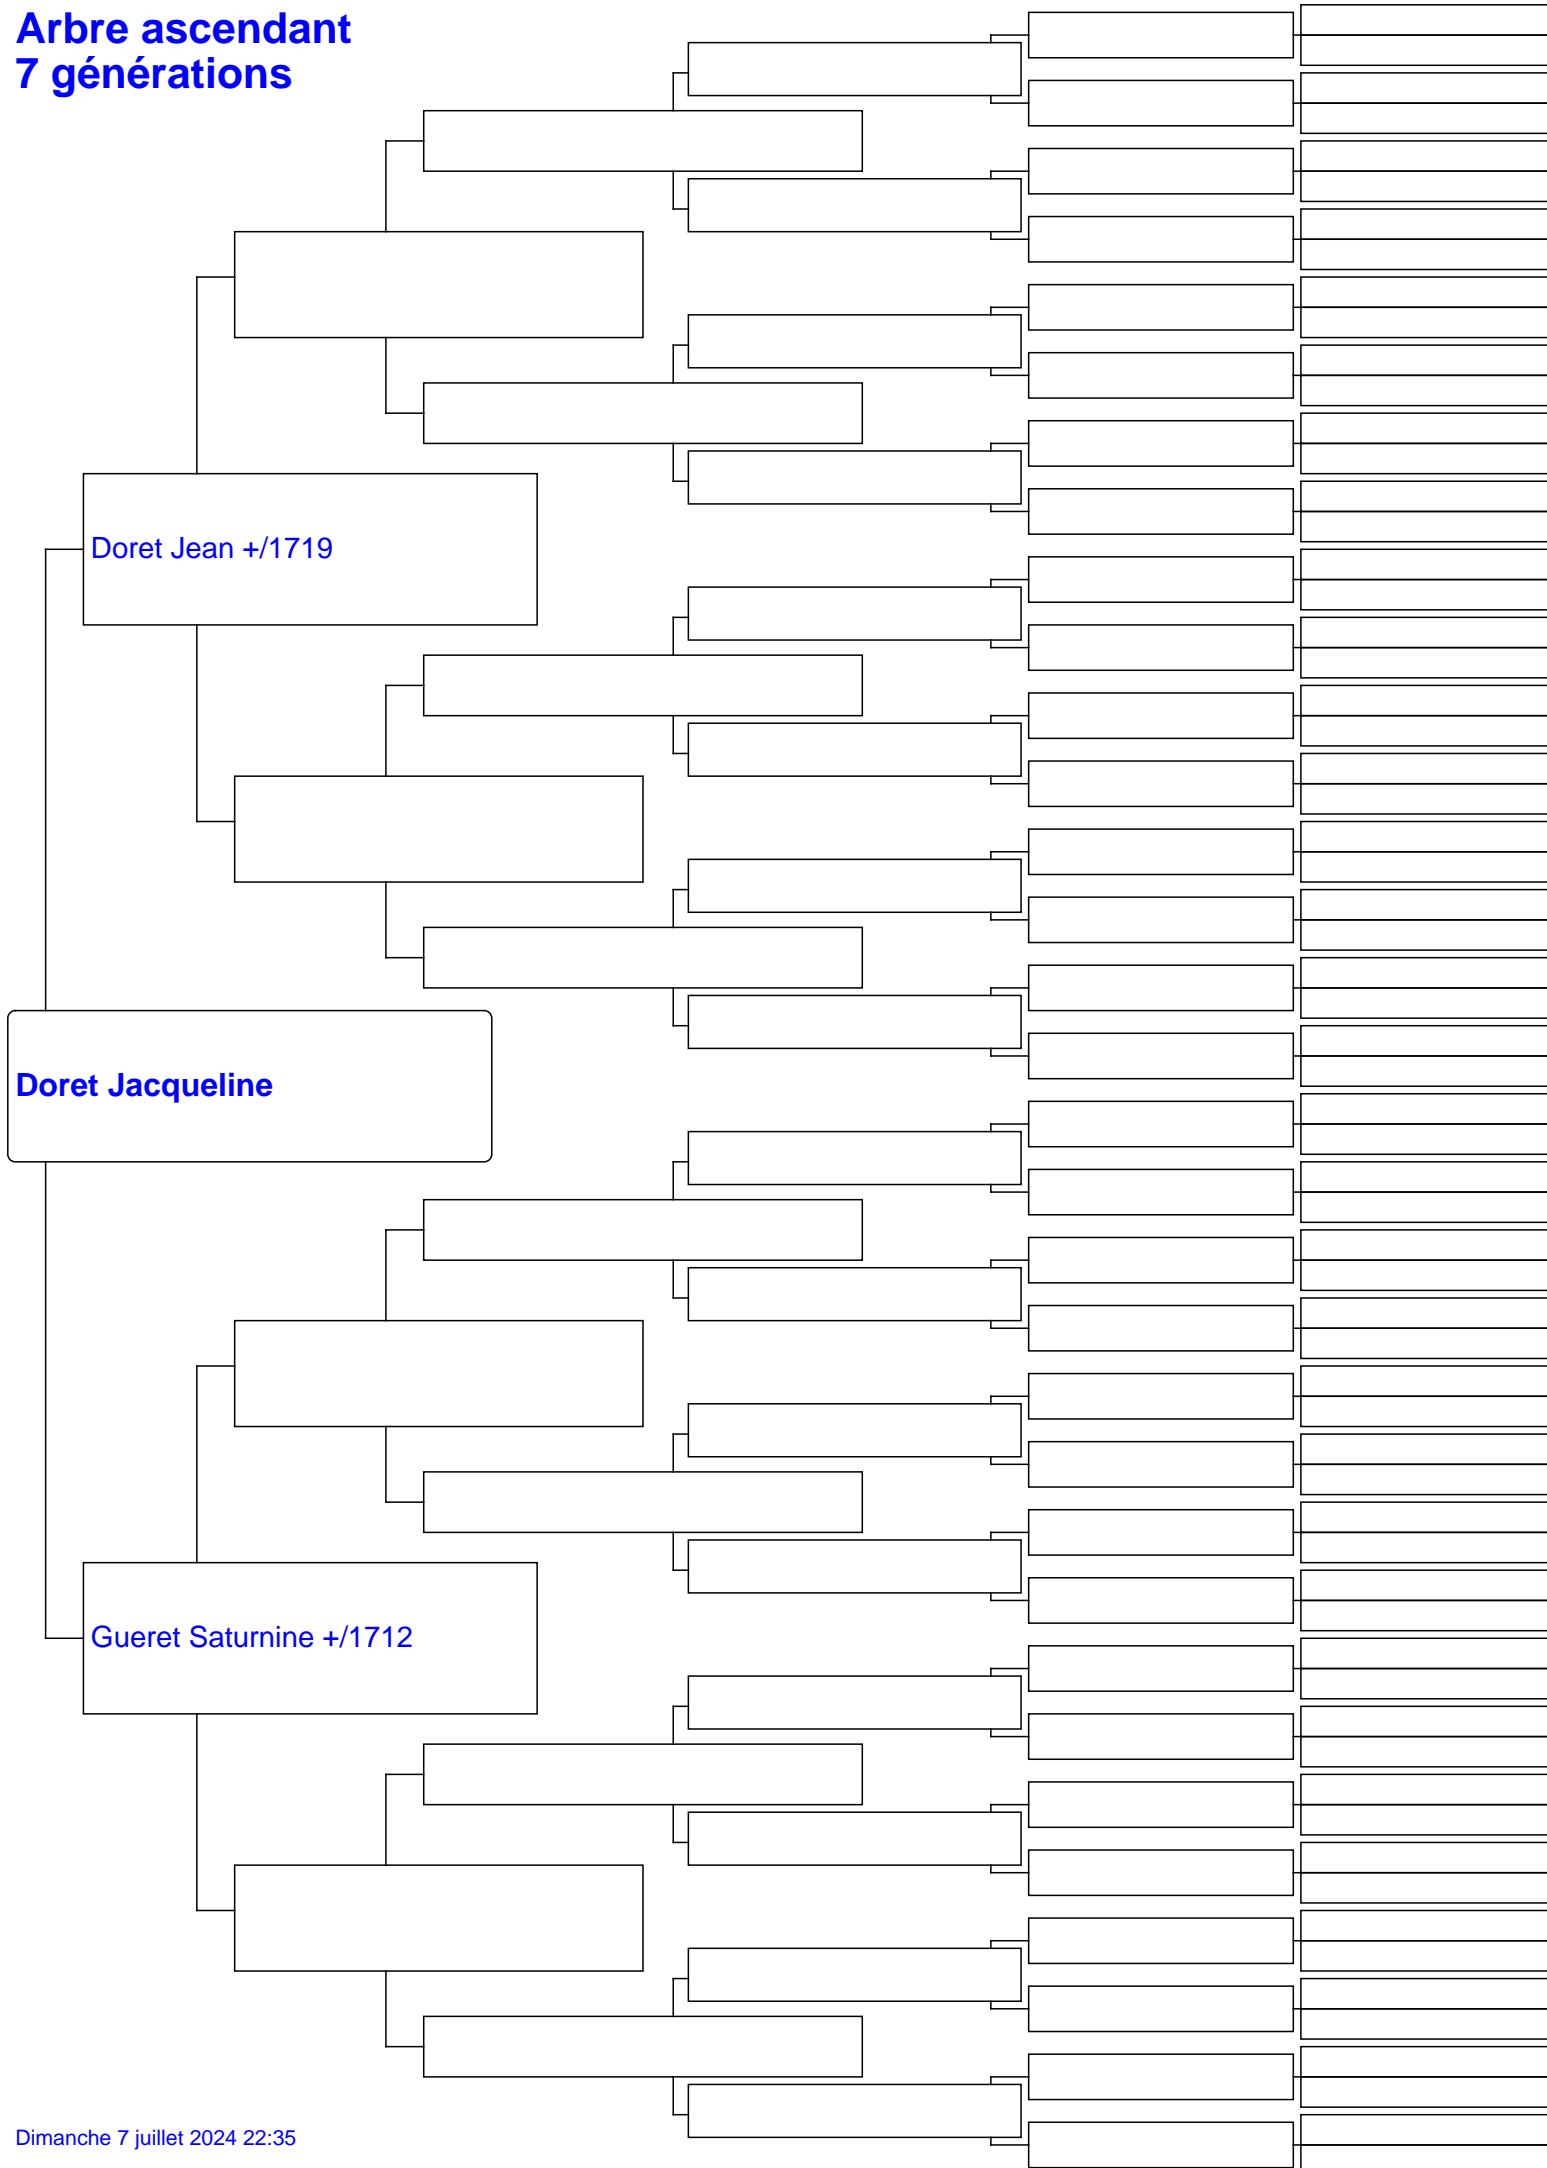 Arbre ascendant
7 générations
Doret Jean +/1719
Doret Jacqueline
Gueret Saturnine +/1712
Dimanche 7 juillet 2024 22:35